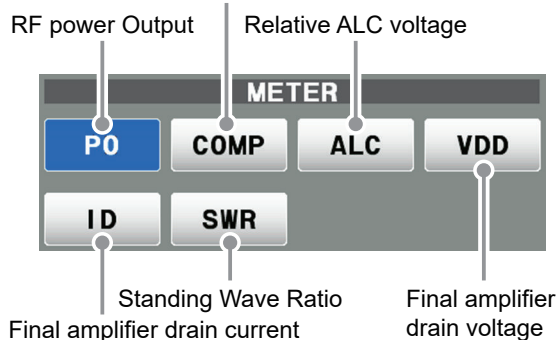 RF power Output
Relative ALC voltage
METER
PO
COMP
ALC
VDD
ID
SWR
Standing Wave Ratio
Final amplifier
drain voltage
Final amplifier drain current